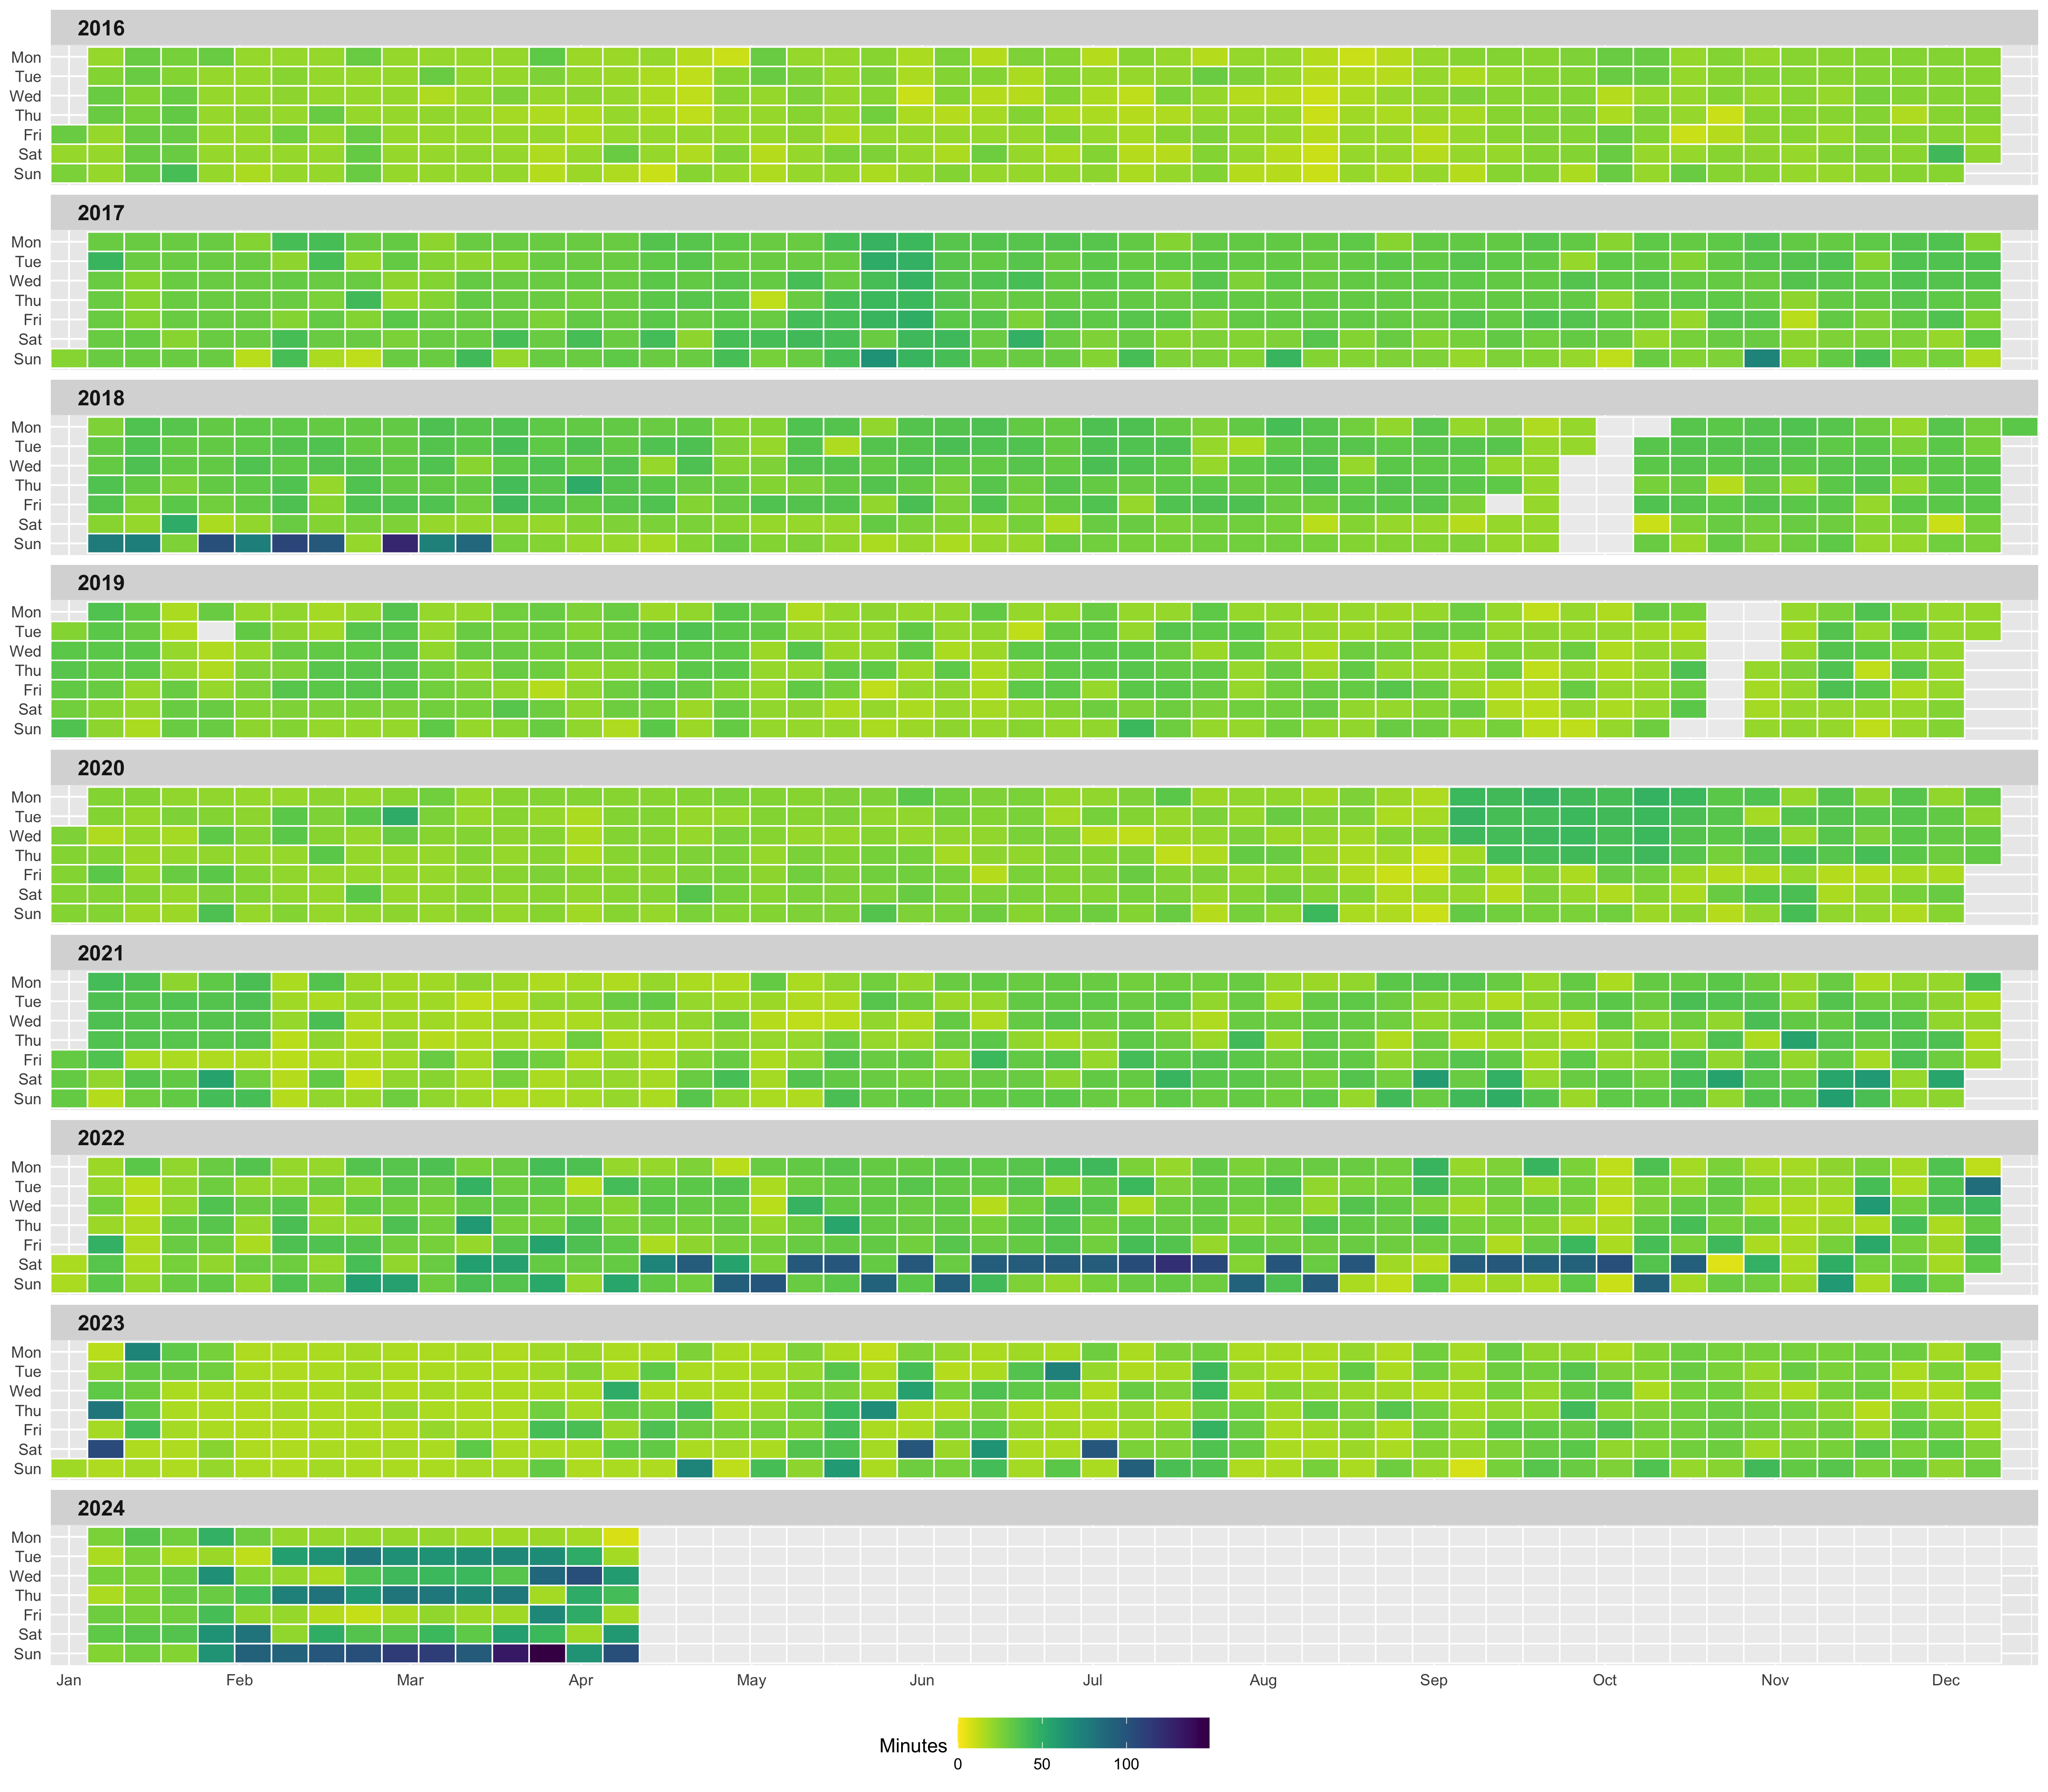 2016
Mon
Tue
Wed
Thu
Fri
Sat
Sun
2017
Mon
Tue
Wed
Thu
Fri
Sat
Sun
2018
Mon
Tue
Wed
Thu
Fri
Sat
Sun
2019
Mon
Tue
Wed
Thu
Fri
Sat
Sun
2020
Mon
Tue
Wed
Thu
Fri
Sat
Sun
2021
Mon
Tue
Wed
Thu
Fri
Sat
Sun
2022
Mon
Tue
Wed
Thu
Fri
Sat
Sun
2023
Mon
Tue
Wed
Thu
Fri
Sat
Sun
2024
Mon
Tue
Wed
Thu
Fri
Sat
Sun
Jan Feb Mar Apr May Jun Jul Aug Sep Oct Nov Dec
Minutes
0 50 100